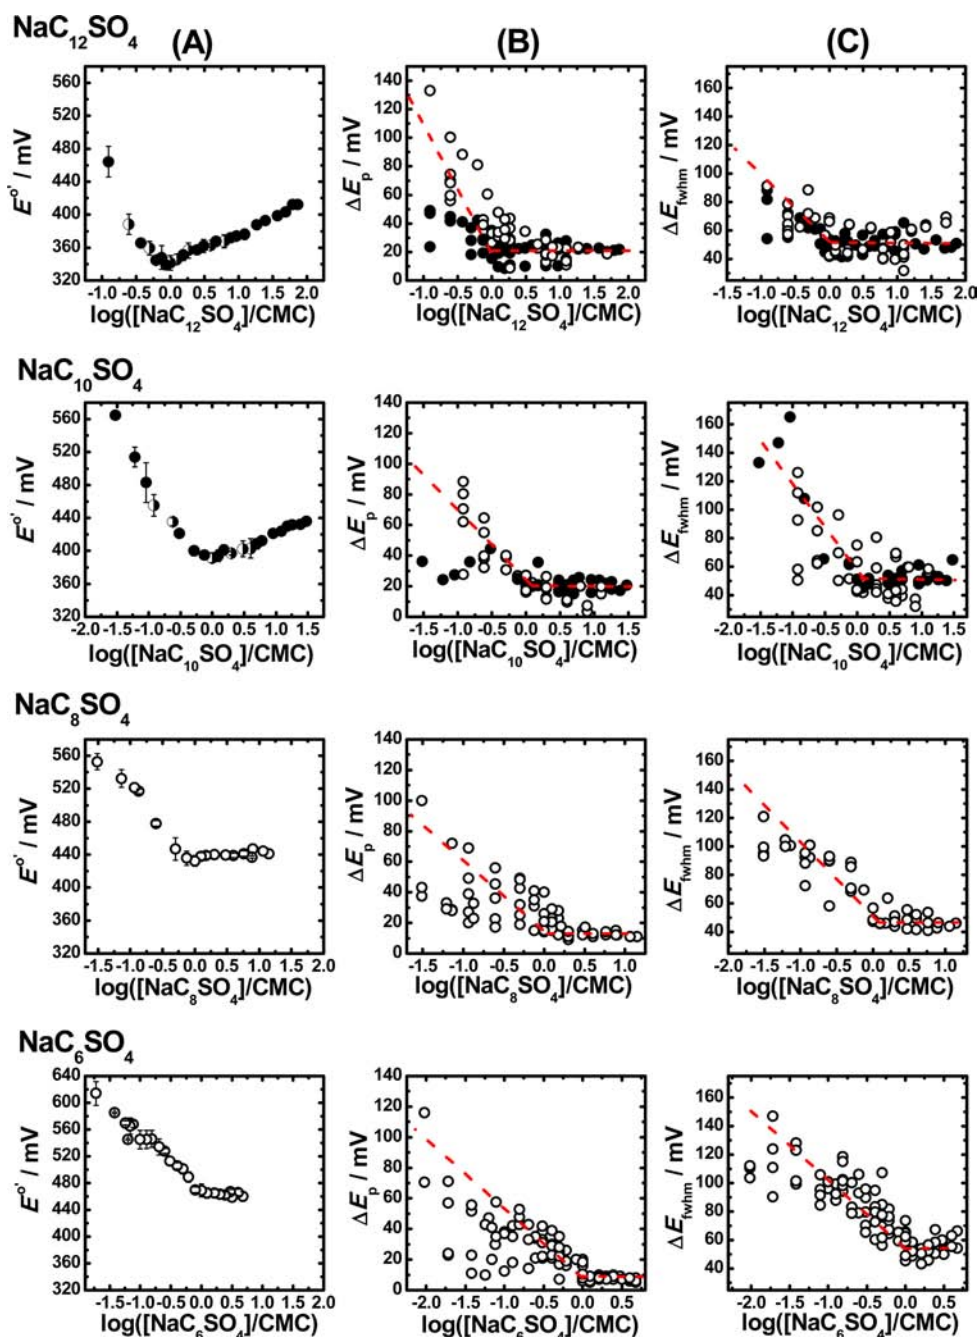 NaC₁₂SO₄
(A) (B) (C)
560 520 480 440 400 360 320
E°' / mV
-1.0 -0.5 0.0 0.5 1.0 1.5 2.0
log([NaC₁₂SO₄]/CMC)
140 120 100 80 60 40 20 0
ΔEₚ / mV
-1.0 -0.5 0.0 0.5 1.0 1.5 2.0
log([NaC₁₂SO₄]/CMC)
160 140 120 100 80 60 40
ΔE_fwhm / mV
-1.5 -1.0 -0.5 0.0 0.5 1.0 1.5 2.0
log([NaC₁₂SO₄]/CMC)
NaC₁₀SO₄
560 520 480 440 400 360 320
E°' / mV
-1.5 -1.0 -0.5 0.0 0.5 1.0 1.5
log([NaC₁₀SO₄]/CMC)
140 120 100 80 60 40 20 0
ΔEₚ / mV
-1.5 -1.0 -0.5 0.0 0.5 1.0 1.5
log([NaC₁₀SO₄]/CMC)
160 140 120 100 80 60 40
ΔE_fwhm / mV
-2.0 -1.5 -1.0 -0.5 0.0 0.5 1.0 1.5
log([NaC₁₀SO₄]/CMC)
NaC₈SO₄
560 520 480 440 400 360 320
E°' / mV
-1.5 -1.0 -0.5 0.0 0.5 1.0 1.5 2.0
log([NaC₈SO₄]/CMC)
140 120 100 80 60 40 20 0
ΔEₚ / mV
-1.5 -1.0 -0.5 0.0 0.5 1.0
log([NaC₈SO₄]/CMC)
160 140 120 100 80 60 40
ΔE_fwhm / mV
-2.0 -1.5 -1.0 -0.5 0.0 0.5 1.0
log([NaC₈SO₄]/CMC)
NaC₆SO₄
640 600 560 520 480 440 400 360 320
E°' / mV
-1.5 -1.0 -0.5 0.0 0.5 1.0 1.5 2.0
log([NaC₆SO₄]/CMC)
140 120 100 80 60 40 20 0
ΔEₚ / mV
-2.0 -1.5 -1.0 -0.5 0.0 0.5
log([NaC₆SO₄]/CMC)
160 140 120 100 80 60 40 20
ΔE_fwhm / mV
-2.0 -1.5 -1.0 -0.5 0.0 0.5
log([NaC₆SO₄]/CMC)